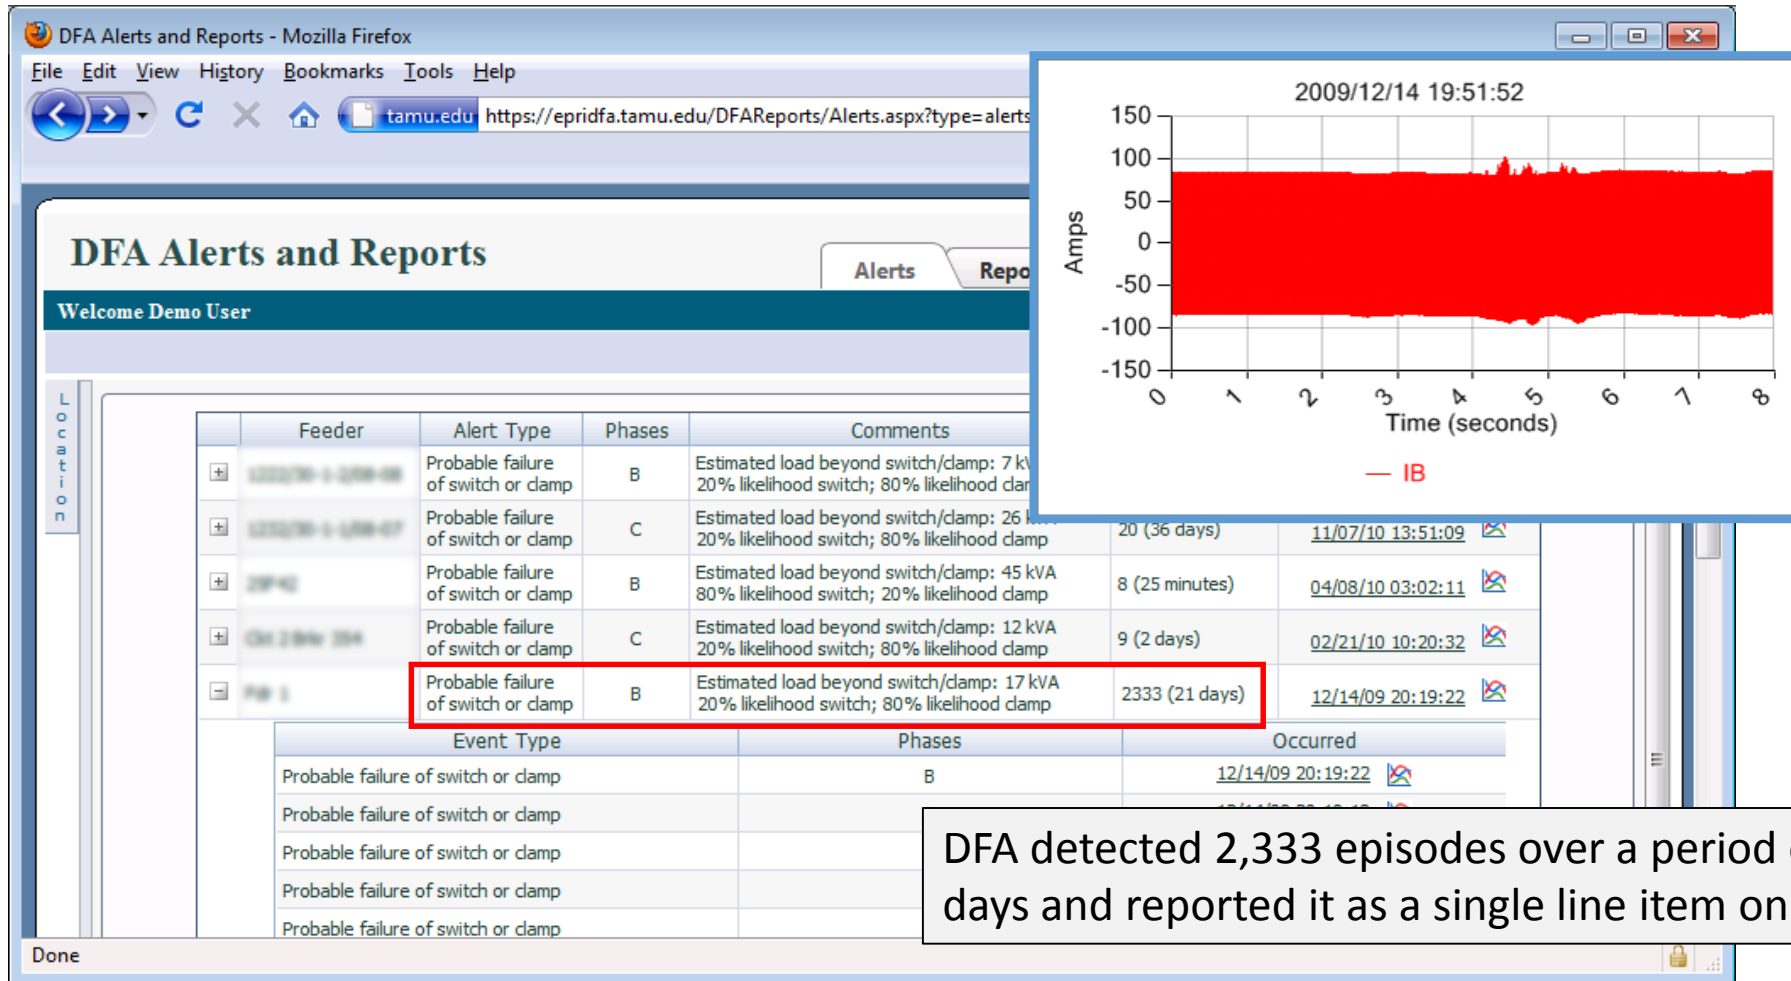 DFA Alerts and Reports - Mozilla Firefox
File Edit View History Bookmarks Tools Help
tamu.edu https://epridfa.tamu.edu/DFAReports/Alerts.aspx?type=alerts
2009/12/14 19:51:52
150
100
50
0
-50
-100
-150
Amps
0 1 2 3 4 5 6 7 8
Time (seconds)
IB
DFA Alerts and Reports
Alerts
Welcome Demo User
Location
Feeder Alert Type Phases Comments
Probable failure
of switch or clamp
B
Estimated load beyond switch/clamp: 7
20% likelihood switch; 80% likelihood
Probable failure
of switch or clamp
C
Estimated load beyond switch/clamp: 26
20% likelihood switch; 80% likelihood clamp
20 (36 days)
11/07/10 13:51:09
Probable failure
of switch or clamp
B
Estimated load beyond switch/clamp: 45 kVA
80% likelihood switch; 20% likelihood clamp
8 (25 minutes)
04/08/10 03:02:11
Probable failure
of switch or clamp
C
Estimated load beyond switch/clamp: 12 kVA
20% likelihood switch; 80% likelihood clamp
9 (2 days)
02/21/10 10:20:32
Probable failure
of switch or clamp
B
Estimated load beyond switch/clamp: 17 kVA
20% likelihood switch; 80% likelihood clamp
2333 (21 days)
12/14/09 20:19:22
Event Type Phases Occurred
Probable failure of switch or clamp B 12/14/09 20:19:22
Probable failure of switch or clamp
Probable failure of switch or clamp
Probable failure of switch or clamp
Probable failure of switch or clamp
DFA detected 2,333 episodes over a period
days and reported it as a single line item on
Done